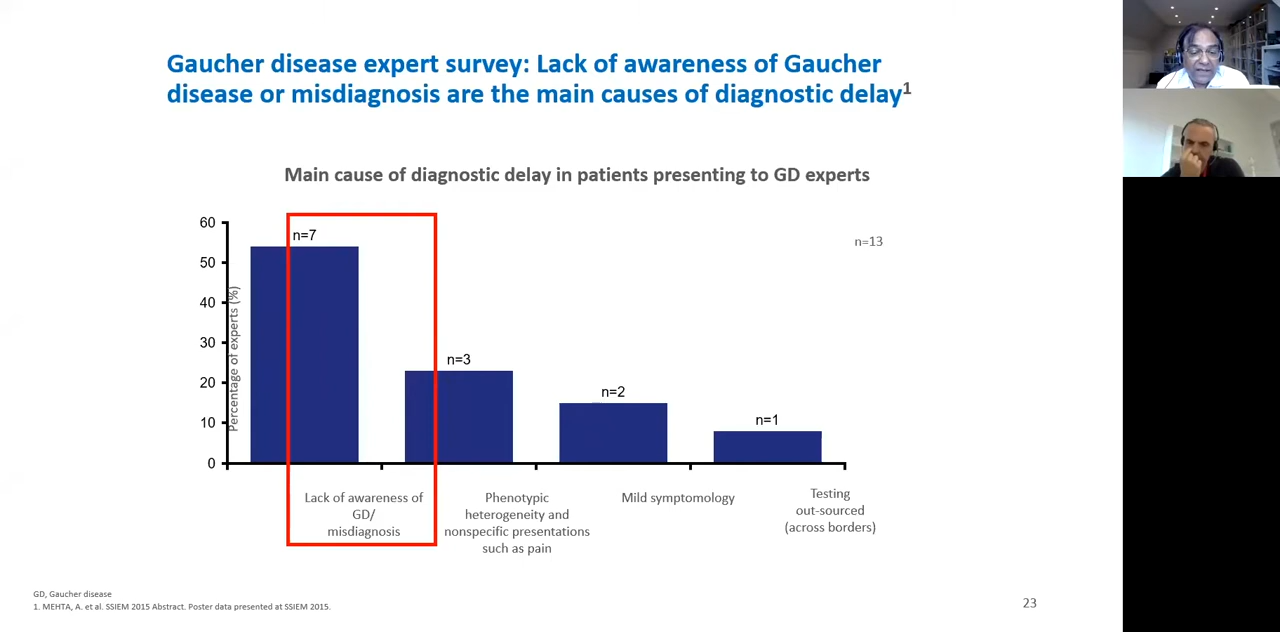 Gaucher disease expert survey: Lack of awareness of Gaucher
disease or misdiagnosis are the main causes of diagnostic delay1
Main cause of diagnostic delay in patients presenting to GD experts
n=13
Percentage of experts (%)
60
50
40
30
20
10
0
n=7
n=3
n=2
n=1
Lack of awareness of
GD/
misdiagnosis
Phenotypic
heterogeneity and
nonspecific presentations
such as pain
Mild symptomology
Testing
out-sourced
(across borders)
GD, Gaucher disease
1. MEHTA, A. et al. SSIEM 2015 Abstract. Poster data presented at SSIEM 2015.
23